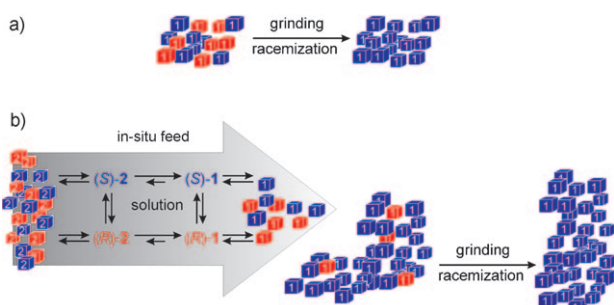 a)
grinding
racemization
b)
in-situ feed
(S)-2
(S)-1
solution
(R)-2
(R)-1
grinding
racemization